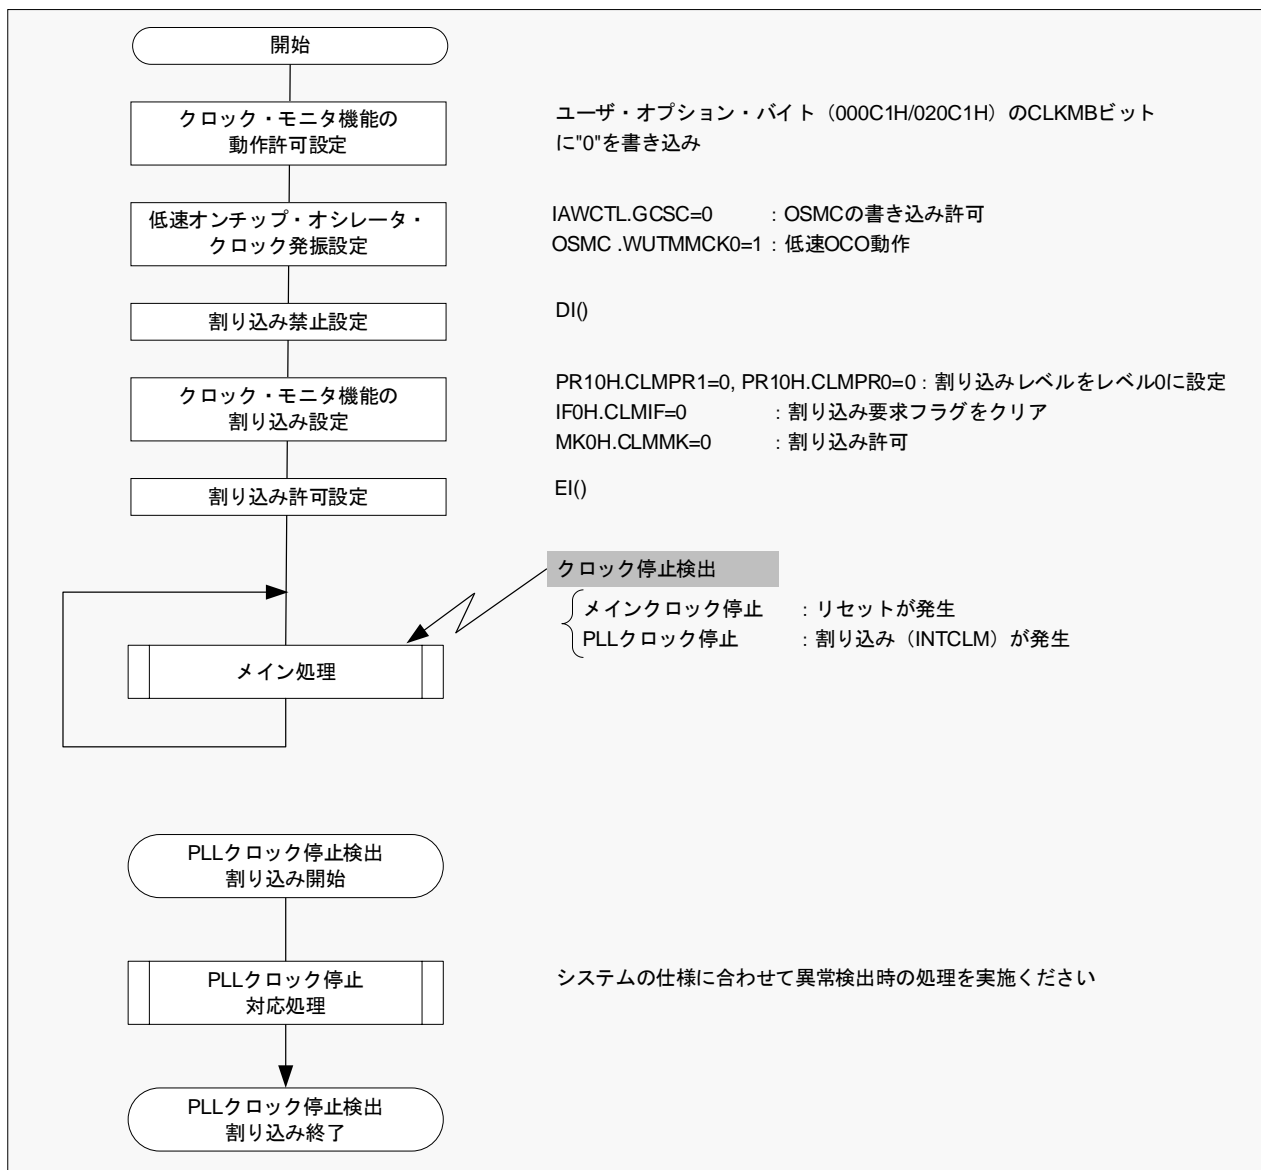 開始
クロック・モニタ機能の
動作許可設定
ユーザ・オプション・バイト（000C1H/020C1H）のCLKMBビット
に"0"を書き込み
低速オンチップ・オシレータ・
クロック発振設定
IAWCTL.GCSC=0 : OSMCの書き込み許可
OSMC .WUTMMCK0=1 : 低速OCO動作
割り込み禁止設定
DI()
クロック・モニタ機能の
割り込み設定
PR10H.CLMPR1=0, PR10H.CLMPR0=0 : 割り込みレベルをレベル0に設定
IF0H.CLMIF=0 : 割り込み要求フラグをクリア
MK0H.CLMMK=0 : 割り込み許可
割り込み許可設定
EI()
クロック停止検出
メインクロック停止 : リセットが発生
PLLクロック停止 : 割り込み（INTCLM）が発生
メイン処理
PLLクロック停止検出
割り込み開始
PLLクロック停止
対応処理
システムの仕様に合わせて異常検出時の処理を実施ください
PLLクロック停止検出
割り込み終了